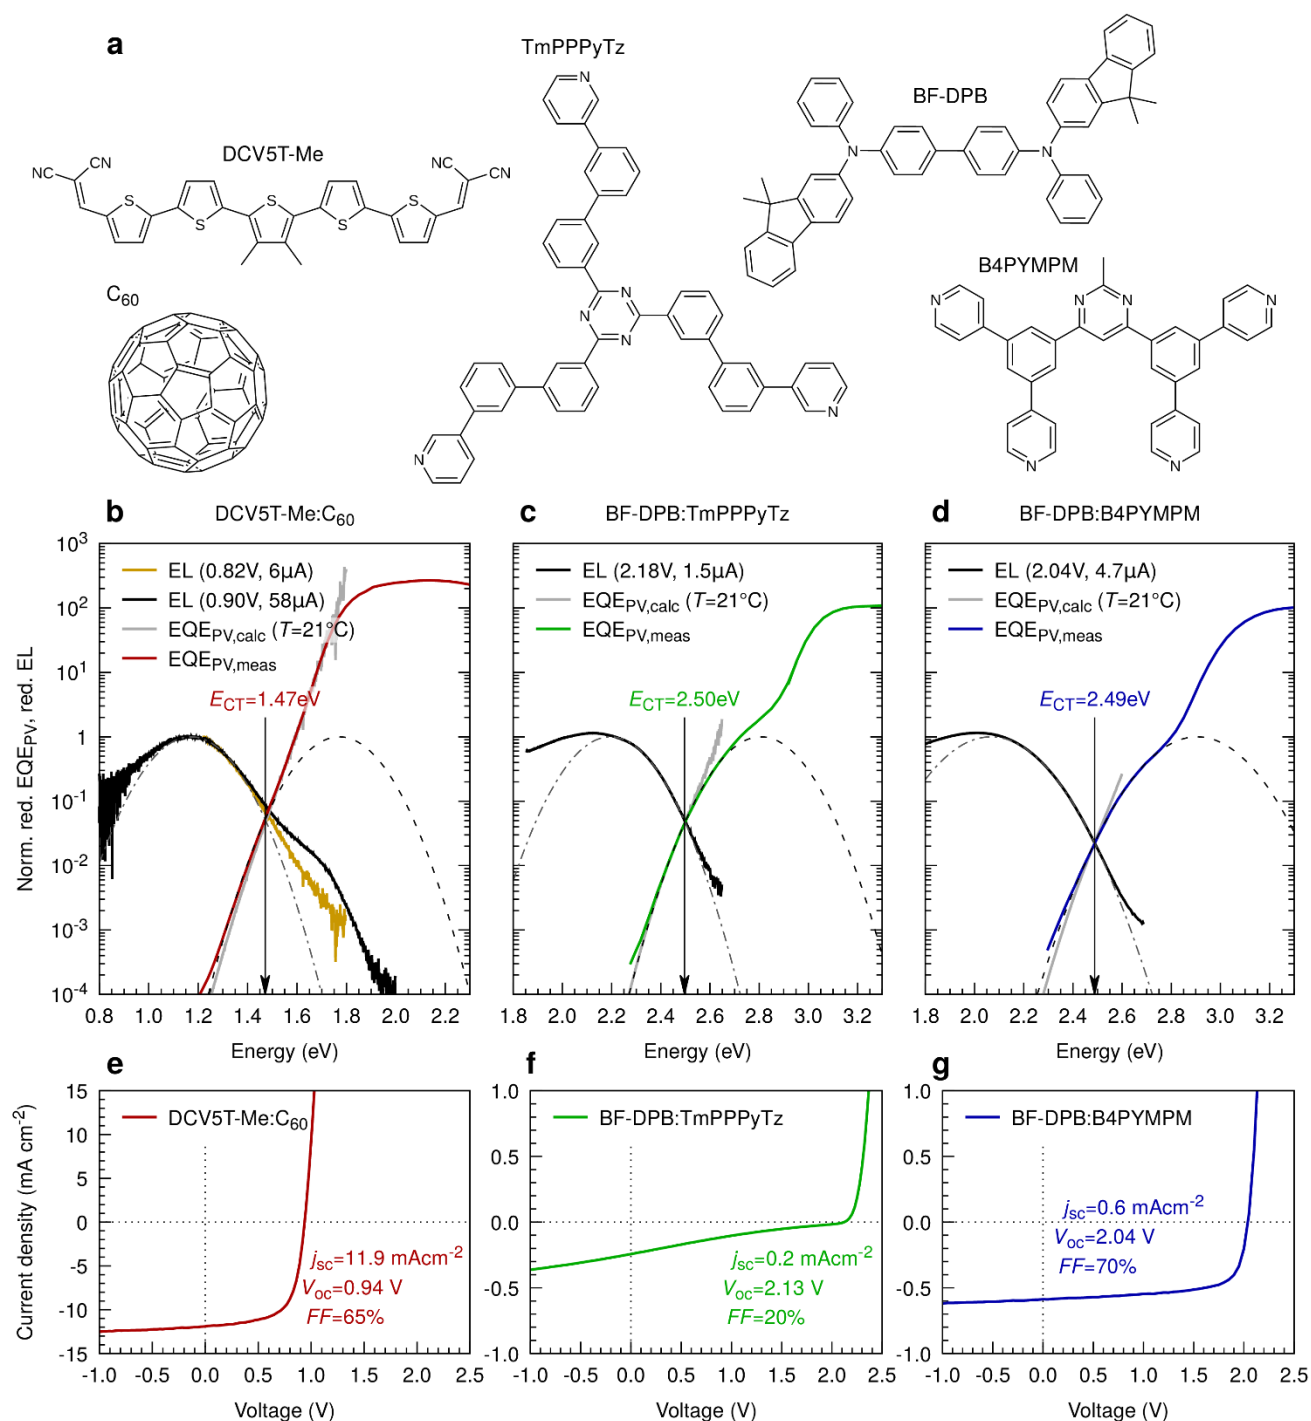 a
TmPPPyTz
BF-DPB
DCV5T-Me
B4PYMPM
C60
NC
CN
CN
NC
CN
CN
S
S
S
S
S
N
N
N
N
N
N
N
N
N
N
N
N
N
N
b DCV5T-Me:C60
c BF-DPB:TmPPPyTz
d BF-DPB:B4PYMPM
Norm. red. EQEPV, red. EL
10^3
10^2
10^1
1
10^-1
10^-2
10^-3
10^-4
EL (0.82V, 6µA)
EL (0.90V, 58µA)
EQEPV,calc (T=21°C)
EQEPV,meas
ECT=1.47eV
0.8 1.0 1.2 1.4 1.6 1.8 2.0 2.2
Energy (eV)
EL (2.18V, 1.5µA)
EQEPV,calc (T=21°C)
EQEPV,meas
ECT=2.50eV
1.8 2.0 2.2 2.4 2.6 2.8 3.0 3.2
Energy (eV)
EL (2.04V, 4.7µA)
EQEPV,calc (T=21°C)
EQEPV,meas
ECT=2.49eV
1.8 2.0 2.2 2.4 2.6 2.8 3.0 3.2
Energy (eV)
e
Current density (mA cm-2)
15
10
5
0
-5
-10
-15
DCV5T-Me:C60
jsc=11.9 mAcm-2
Voc=0.94 V
FF=65%
-1.0 -0.5 0.0 0.5 1.0 1.5 2.0 2.5
Voltage (V)
f
1.0
0.5
0.0
-0.5
-1.0
BF-DPB:TmPPPyTz
jsc=0.2 mAcm-2
Voc=2.13 V
FF=20%
-1.0 -0.5 0.0 0.5 1.0 1.5 2.0 2.5
Voltage (V)
g
1.0
0.5
0.0
-0.5
-1.0
BF-DPB:B4PYMPM
jsc=0.6 mAcm-2
Voc=2.04 V
FF=70%
-1.0 -0.5 0.0 0.5 1.0 1.5 2.0 2.5
Voltage (V)